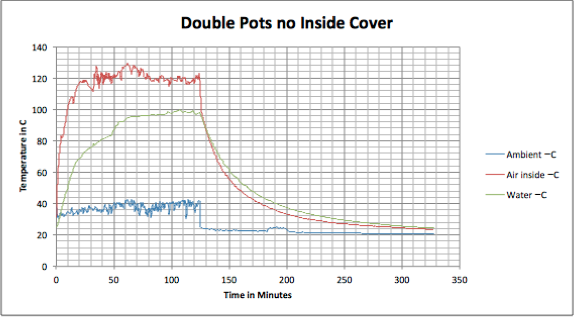 Double Pots no Inside Cover
140
120
100
80
60
40
20
0
Temperature in C
0 50 100 150 200 250 300 350
Time in Minutes
Ambient −C
Air inside −C
Water −C